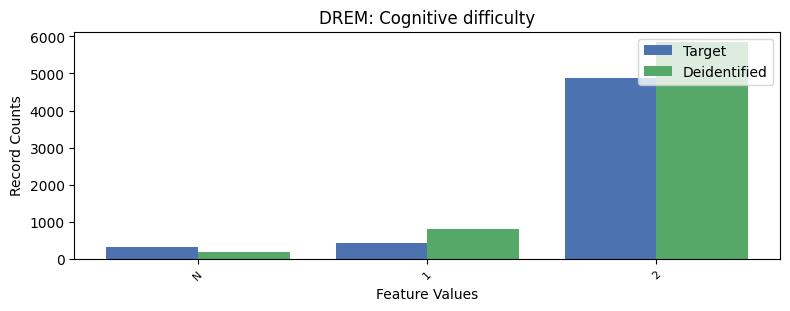 DREM: Cognitive difficulty
Record Counts
6000
5000
4000
3000
2000
1000
0
Target
Deidentified
N
1
2
Feature Values